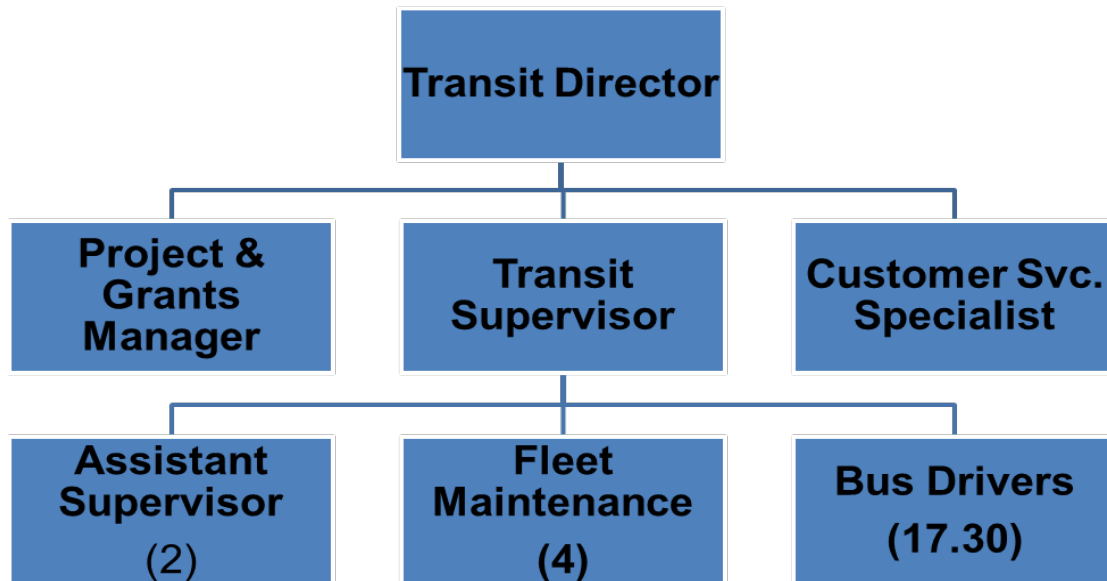 Transit Director
Project &
Grants
Manager
Transit
Supervisor
Customer Svc.
Specialist
Assistant
Supervisor
(2)
Fleet
Maintenance
(4)
Bus Drivers
(17.30)